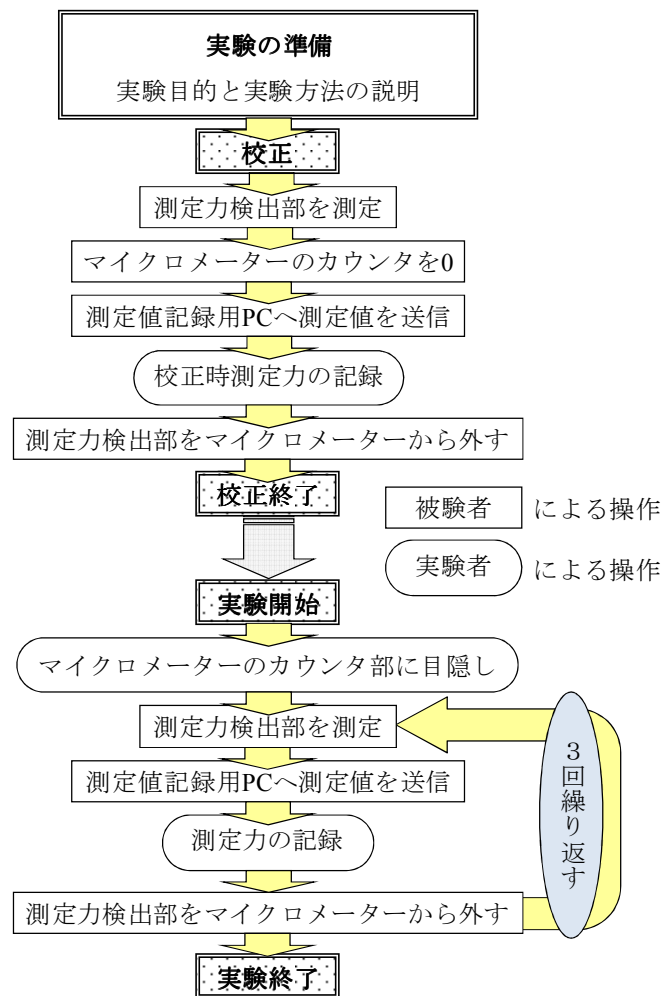 実験の準備
実験目的と実験方法の説明
校正
測定力検出部を測定
マイクロメーターのカウンタを0
測定値記録用PCへ測定値を送信
校正時測定力の記録
測定力検出部をマイクロメーターから外す
校正終了
被験者 による操作
実験者 による操作
実験開始
マイクロメーターのカウンタ部に目隠し
測定力検出部を測定
測定値記録用PCへ測定値を送信
測定力の記録
測定力検出部をマイクロメーターから外す
3回繰り返す
実験終了